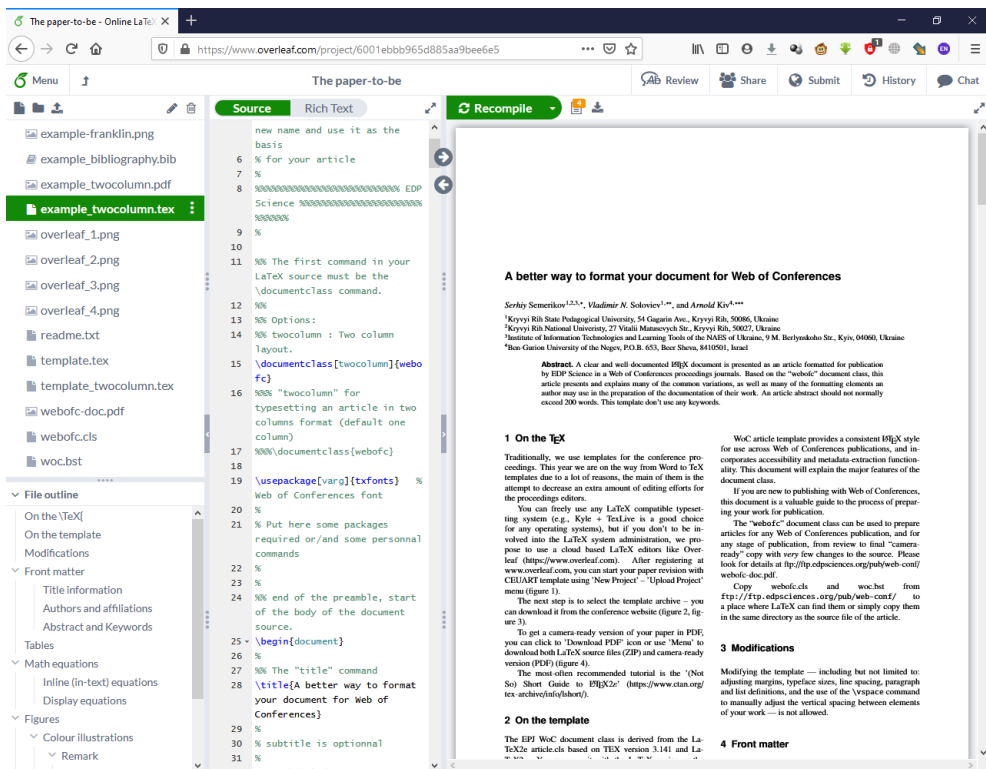 The paper-to-be - Online LaTeX
https://www.overleaf.com/project/6001ebbb965d885aa9bee6e5
1
EN
Menu
The paper-to-be
Review
Share
Submit
History
Chat
Source
Rich Text
Recompile
4
example-franklin.png
example_bibliography.bib
example_twocolumn.pdf
example_twocolumn.tex
overleaf_1.png
overleaf_2.png
overleaf_3.png
overleaf_4.png
readme.txt
template.tex
template_twocolumn.tex
webofc-doc.pdf
webofc.cls
woc.bst
File outline
On the \TeX{
On the template
Modifications
Front matter
Title information
Authors and affiliations
Abstract and Keywords
Tables
Math equations
Inline (in-text) equations
Display equations
Figures
Colour illustrations
Remark
new name and use it as the
basis
6 % for your article
7 %
8 %%%%%%%%%%%%%%%%%%%%%%%%%% EDP
Science %%%%%%%%%%%%%%%%%%%%%%
%%%%%%
9 %
10
11 %% The first command in your
LaTeX source must be the
\documentclass command.
12 %%
13 %% Options:
14 %% twocolumn : Two column
layout.
15 \documentclass[twocolumn]{webo
fc}
16 %%% "twocolumn" for
typesetting an article in two
columns format (default one
column)
17 %%%\documentclass{webofc}
18
19 \usepackage[varg]{txfonts} %
Web of Conferences font
20 %
21 % Put here some packages
required or/and some personnal
commands
22 %
23 %
24 %% end of the preamble, start
of the body of the document
source.
25 \begin{document}
26 %
27 %% The "title" command
28 \title{A better way to format
your document for Web of
Conferences}
29 %
30 % subtitle is optionnal
31 %
A better way to format your document for Web of Conferences
Serhiy Semerikov1,2,3,*, Vladimir N. Soloviev1,**, and Arnold Kiv4,***
1Kryvyi Rih State Pedagogical University, 54 Gagarin Ave., Kryvyi Rih, 50086, Ukraine
2Kryvyi Rih National Univeristy, 27 Vitalii Matusevych Str., Kryvyi Rih, 50027, Ukraine
3Institute of Information Technologies and Learning Tools of the NAES of Ukraine, 9 M. Berlynskoho Str., Kyiv, 04060, Ukraine
4Ben-Gurion University of the Negev, P.O.B. 653, Beer Sheva, 8410501, Israel
Abstract. A clear and well-documented LATEX document is presented as an article formatted for publication
by EDP Science in a Web of Conferences proceedings journals. Based on the “webofc” document class, this
article presents and explains many of the common variations, as well as many of the formatting elements an
author may use in the preparation of the documentation of their work. An article abstract should not normally
exceed 200 words. This template don't use any keywords.
1 On the TEX
Traditionally, we use templates for the conference pro-
ceedings. This year we are on the way from Word to TeX
templates due to a lot of reasons, the main of them is the
attempt to decrease an extra amount of editing efforts for
the proceedings editors.
You can freely use any LaTeX compatible typeset-
ting system (e.g., Kyle + TexLive is a good choice
for any operating systems), but if you don't to be in-
volved into the LaTeX system administration, we pro-
pose to use a cloud based LaTeX editors like Over-
leaf (https://www.overleaf.com). After registering at
www.overleaf.com, you can start your paper revision with
CEUART template using 'New Project' – 'Upload Project'
menu (figure 1).
The next step is to select the template archive – you
can download it from the conference website (figure 2, fig-
ure 3).
To get a camera-ready version of your paper in PDF,
you can click to 'Download PDF' icon or use 'Menu' to
download both LaTeX source files (ZIP) and camera-ready
version (PDF) (figure 4).
The most-often recommended tutorial is the '(Not
So) Short Guide to LATEX2ε' (https://www.ctan.org/
tex-archive/info/lshort/).
2 On the template
The EPJ WoC document class is derived from the La-
TeX2e article.cls based on TEX version 3.141 and La-
WoC article template provides a consistent LATEX style
for use across Web of Conferences publications, and in-
corporates accessibility and metadata-extraction function-
ality. This document will explain the major features of the
document class.
If you are new to publishing with Web of Conferences,
this document is a valuable guide to the process of prepar-
ing your work for publication.
The “webofc” document class can be used to prepare
articles for any Web of Conferences publication, and for
any stage of publication, from review to final “camera-
ready” copy with very few changes to the source. Please
look for details at ftp://ftp.edpsciences.org/pub/web-conf/
webofc-doc.pdf.
Copy webofc.cls and woc.bst from
ftp://ftp.edpsciences.org/pub/web-conf/ to
a place where LaTeX can find them or simply copy them
in the same directory as the source file of the article.
3 Modifications
Modifying the template — including but not limited to:
adjusting margins, typeface sizes, line spacing, paragraph
and list definitions, and the use of the \vspace command
to manually adjust the vertical spacing between elements
of your work — is not allowed.
4 Front matter